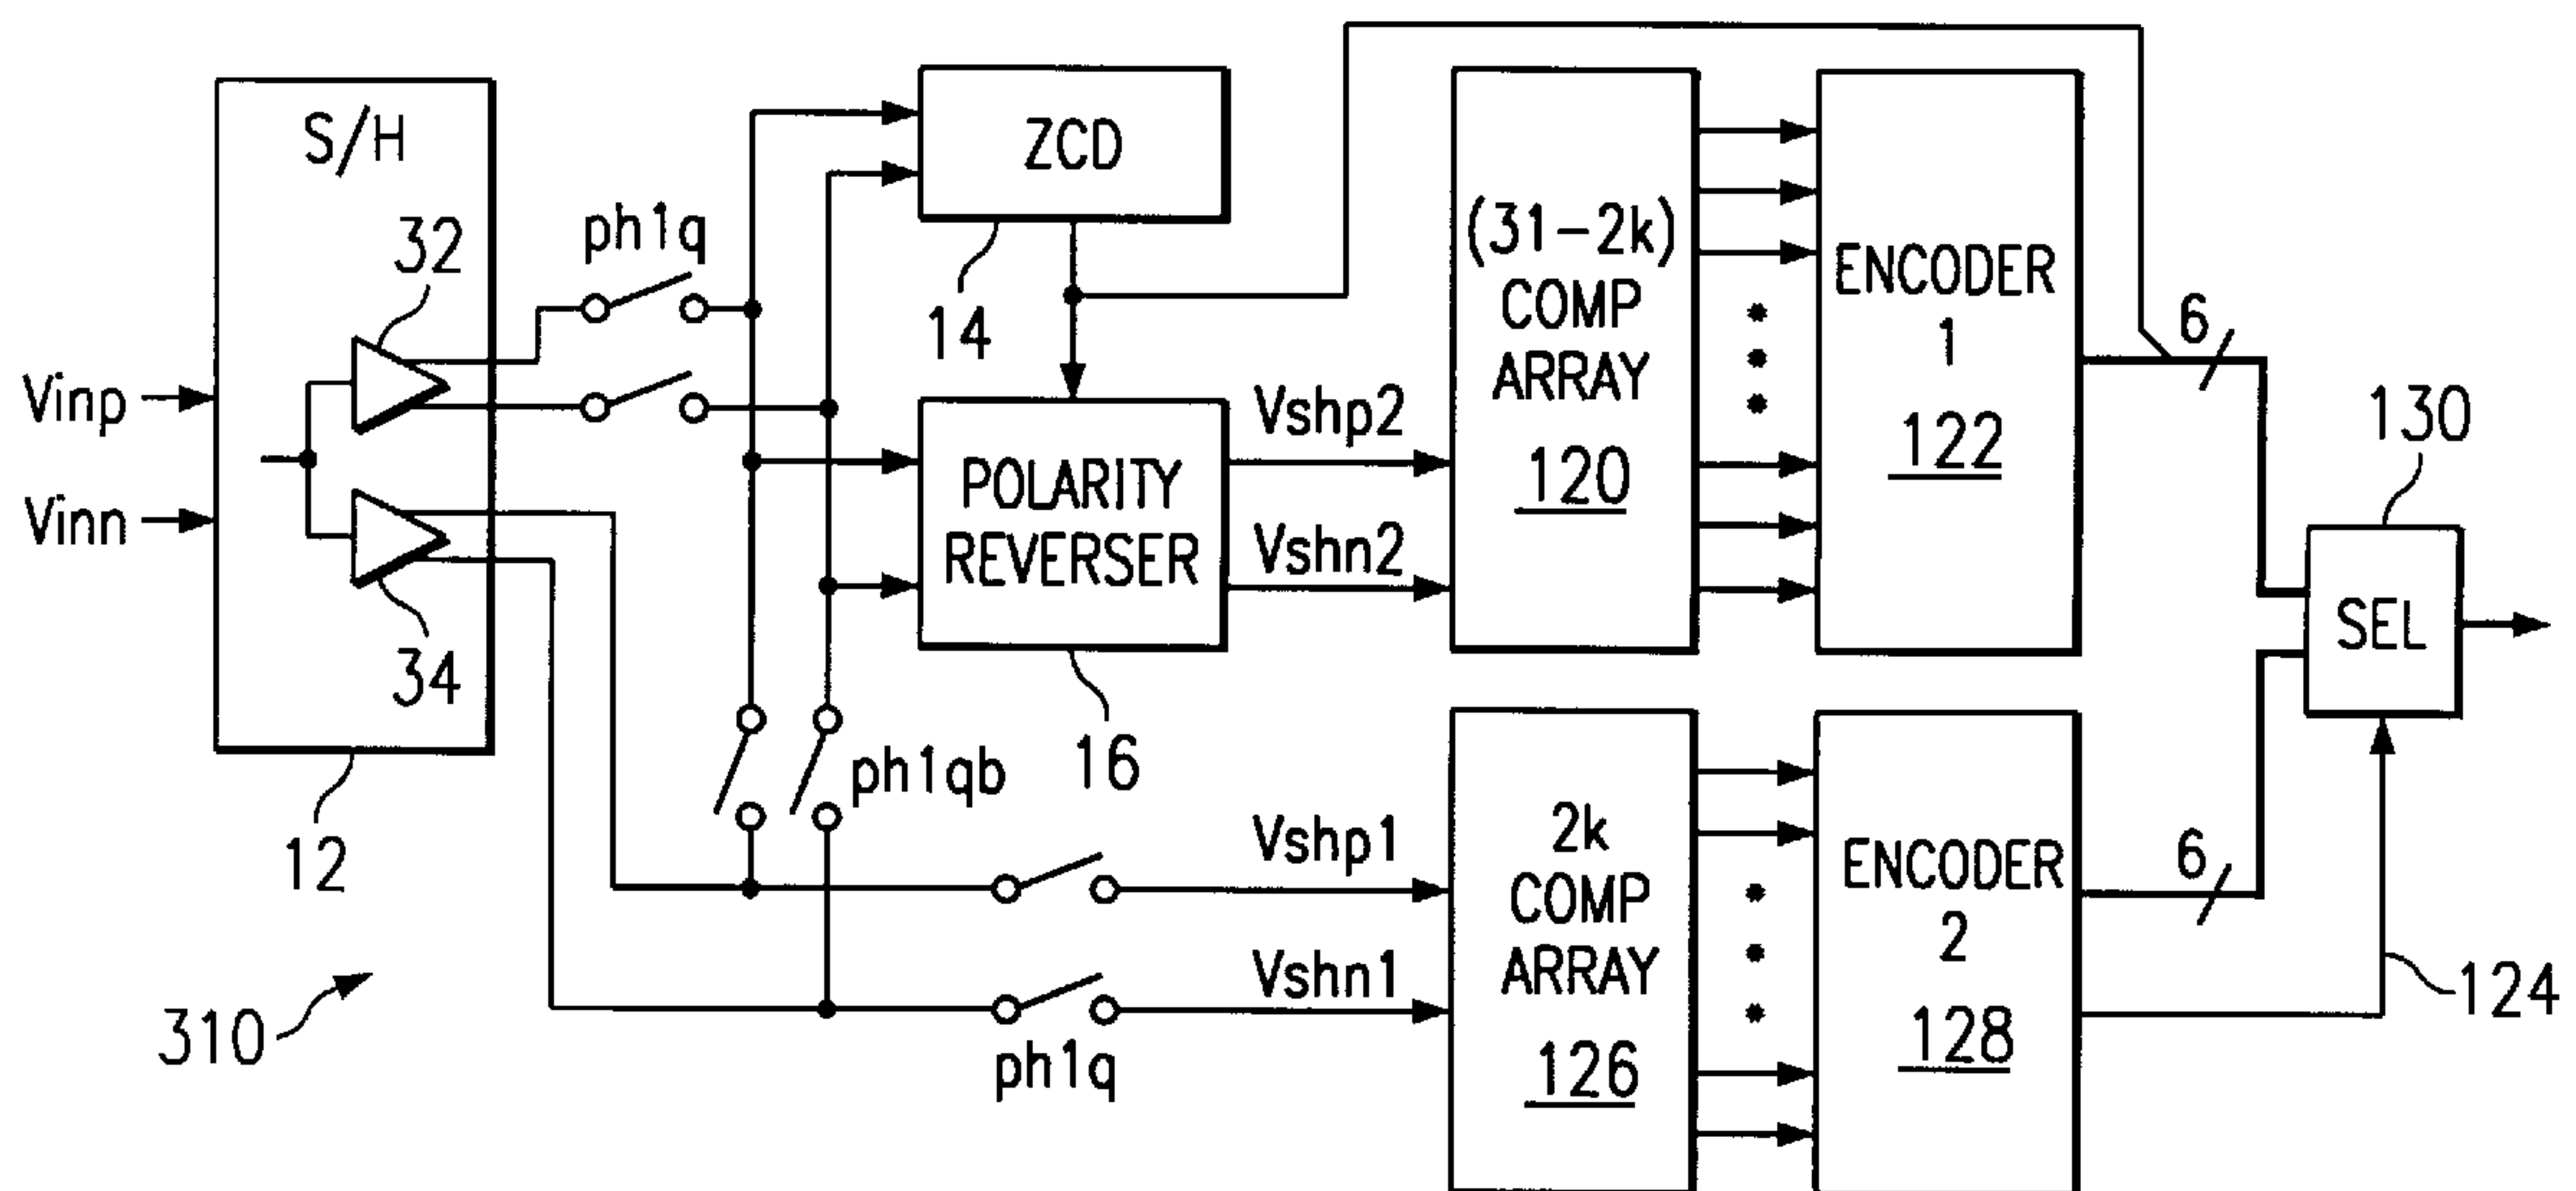 S/H
32
34
Vinp
Vinn
12
310
ph1q
ZCD
14
POLARITY
REVERSER
16
ph1qb
Vshp2
Vshn2
Vshp1
Vshn1
ph1q
(31-2k)
COMP
ARRAY
120
ENCODER
1
122
6
130
SEL
2k
COMP
ARRAY
126
ENCODER
2
128
6
124